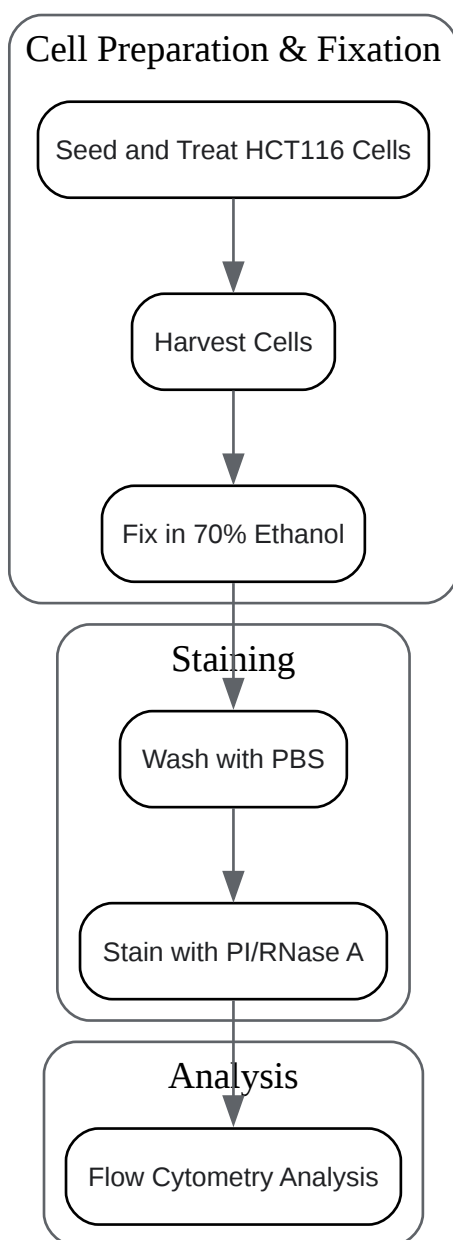 Cell Preparation & Fixation
Seed and Treat HCT116 Cells
Harvest Cells
Fix in 70% Ethanol
Staining
Wash with PBS
Stain with PI/RNase A
Analysis
Flow Cytometry Analysis